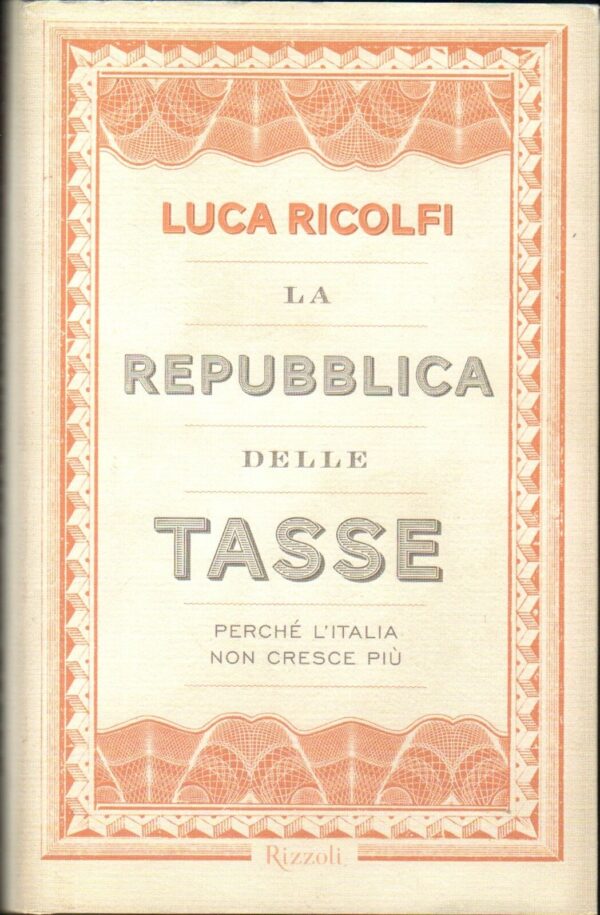 LUCA RICOLFI
LA
REPUBBLICA
DELLE
TASSE
PERCHÉ L'ITALIA
NON CRESCE PIÙ
Rizzoli